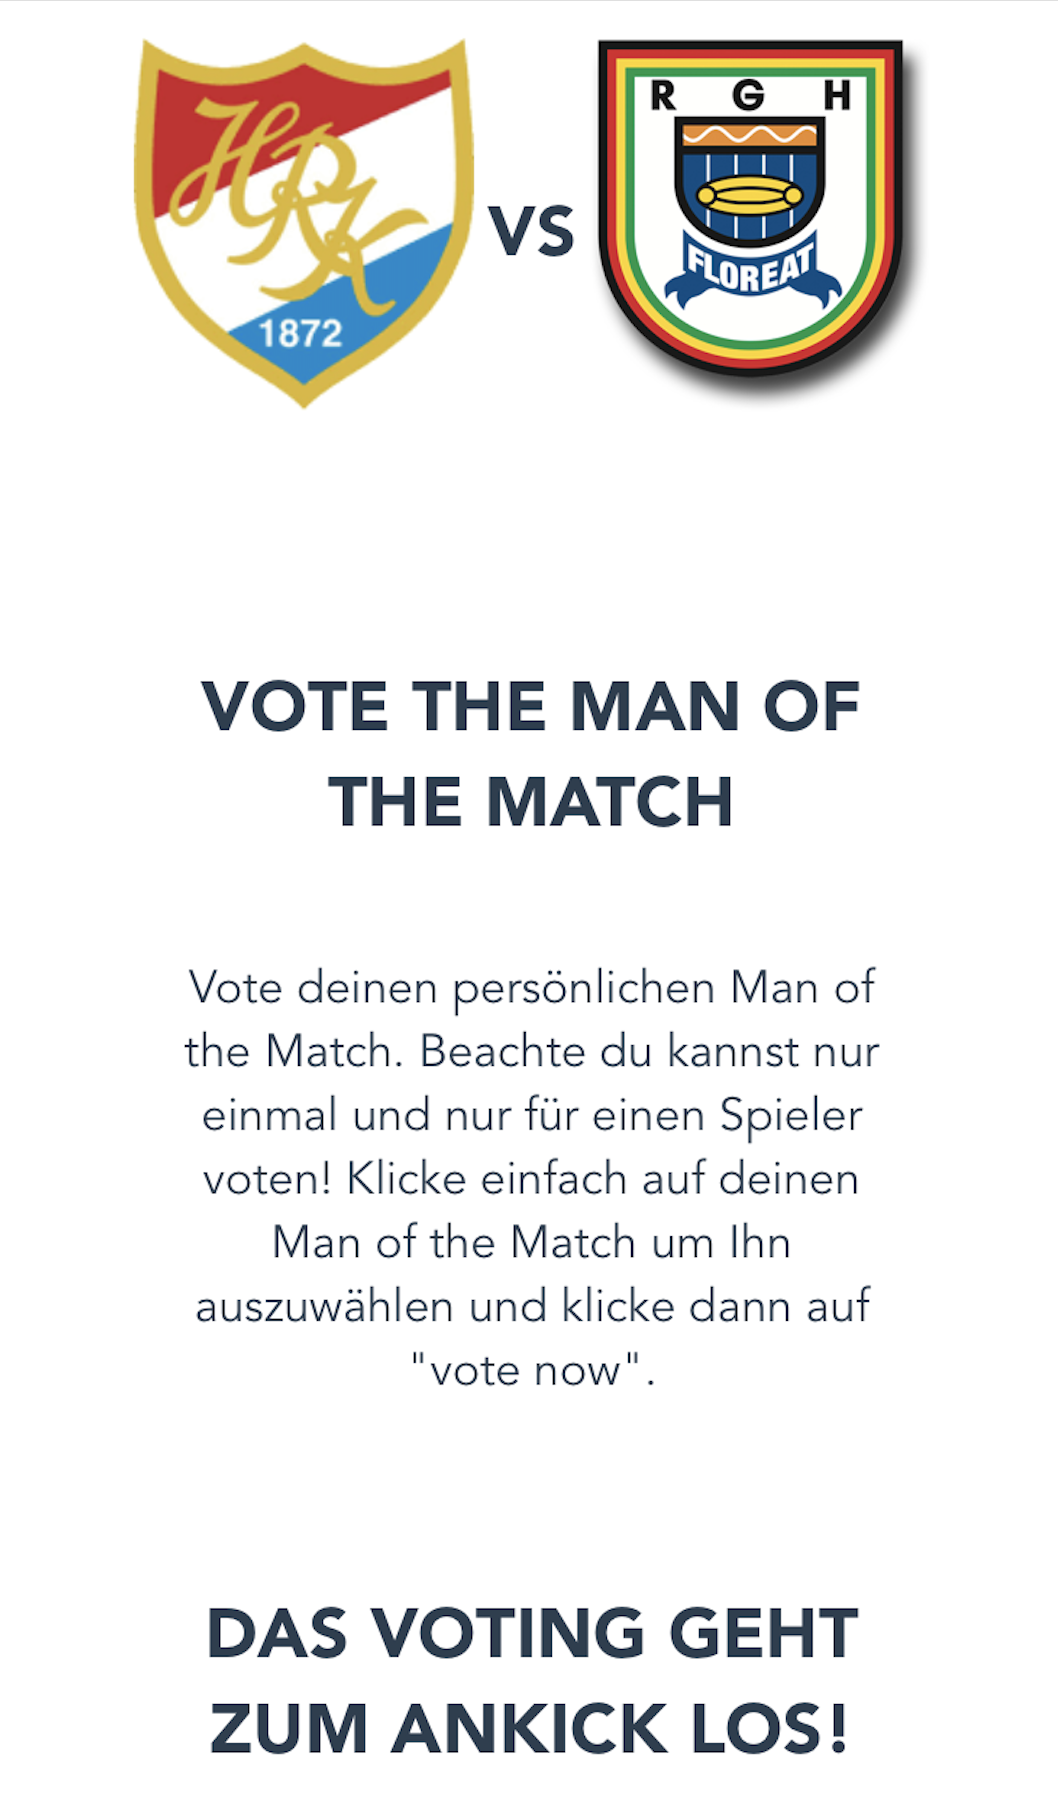 HRK
1872
VS
R G H
FLOREAT
VOTE THE MAN OF
THE MATCH
Vote deinen persönlichen Man of
the Match. Beachte du kannst nur
einmal und nur für einen Spieler
voten! Klicke einfach auf deinen
Man of the Match um Ihn
auszuwählen und klicke dann auf
"vote now".
DAS VOTING GEHT
ZUM ANKICK LOS!